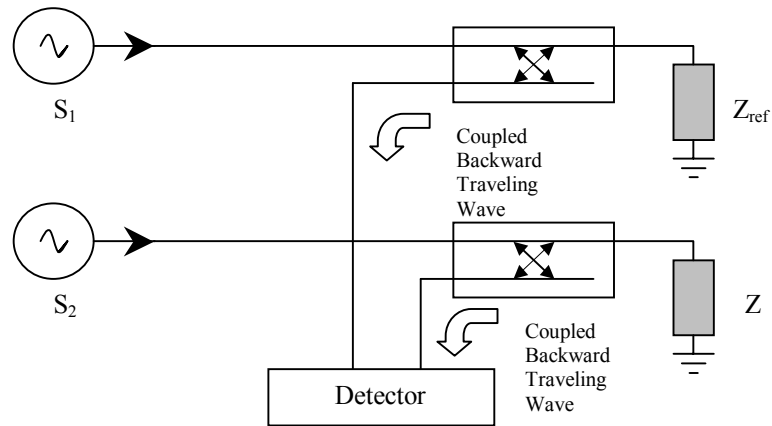 S₁
Z_ref
Coupled
Backward
Traveling
Wave
S₂
Z
Coupled
Backward
Traveling
Wave
Detector